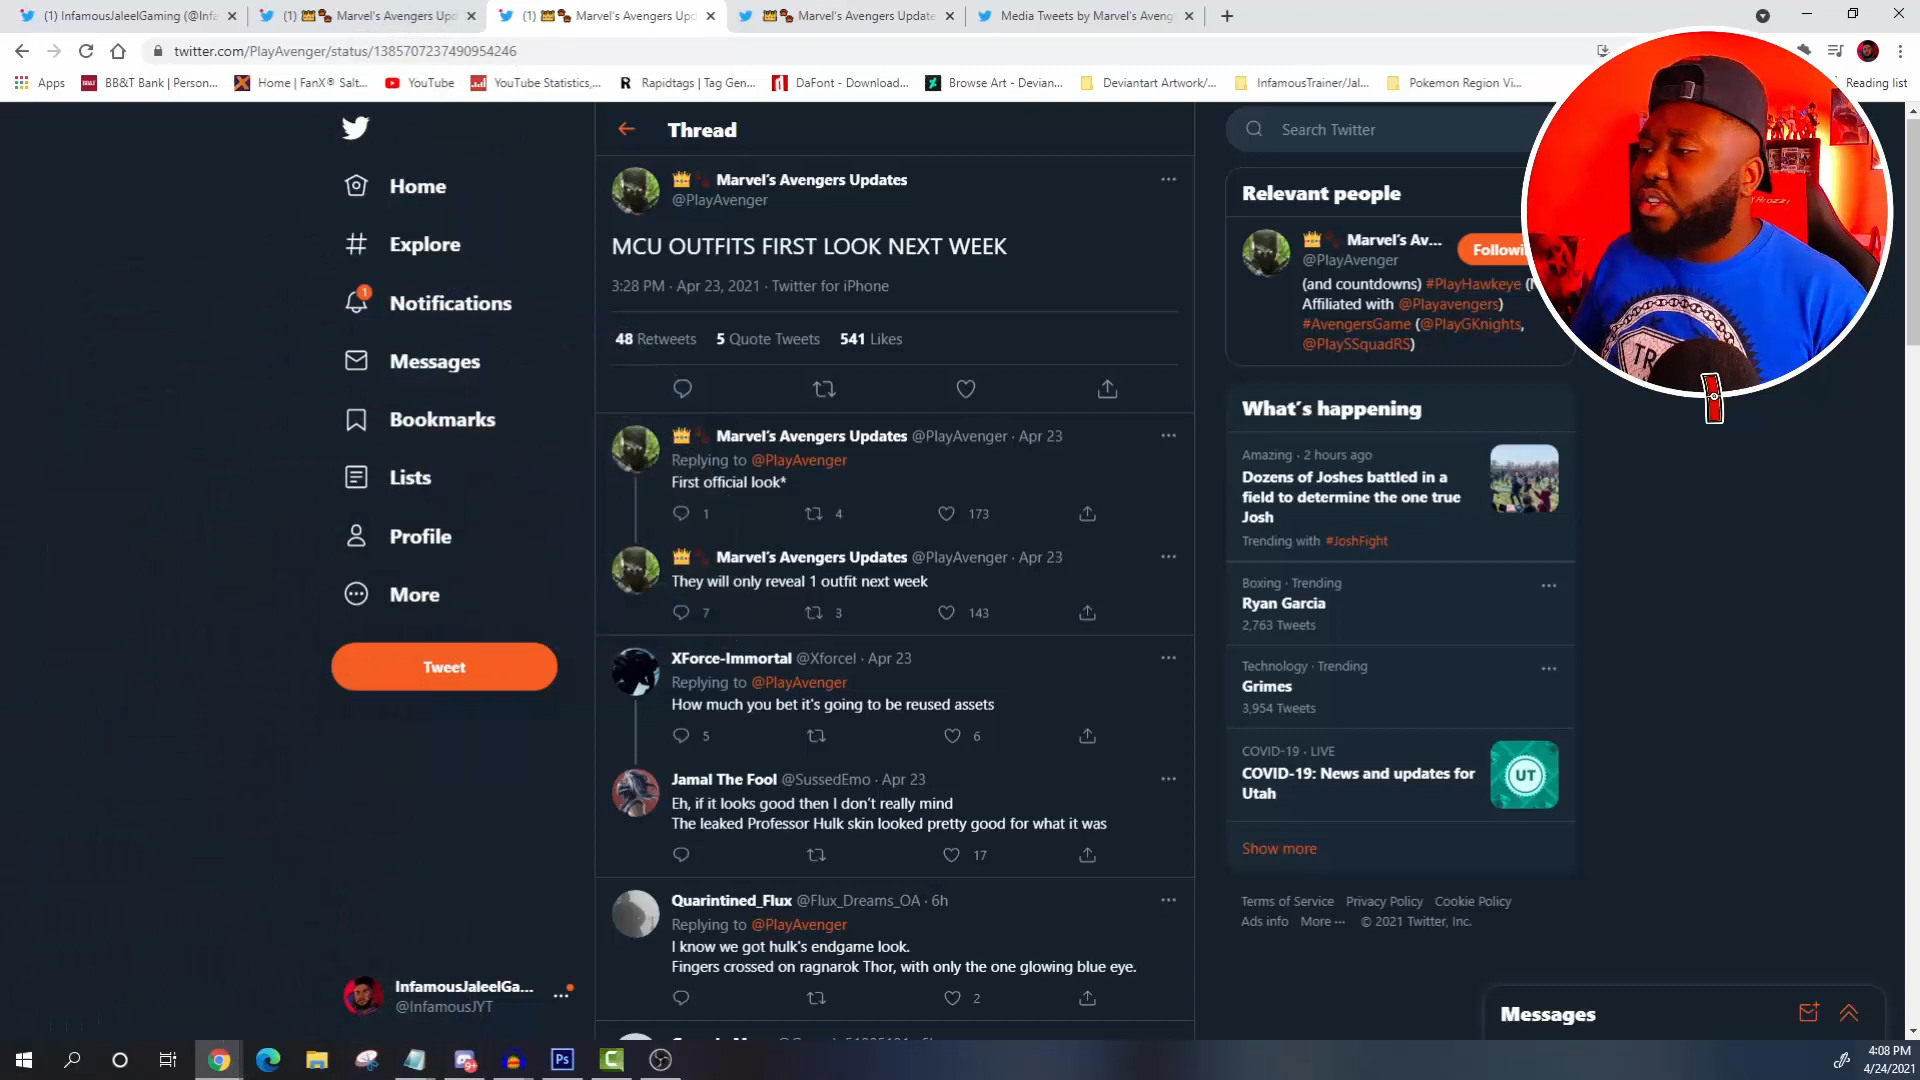 (1) InfamousJaleelGaming (@Infa
(1) Marvel's Avengers Upd
(1) Marvel's Avengers Upd
Marvel's Avengers Update
Media Tweets by Marvel's Aveng
twitter.com/PlayAvenger/status/1385707237490954246
Apps
BB&T Bank | Person...
Home | FanX® Salt...
YouTube
YouTube Statistics,...
Rapidtags | Tag Gen...
DaFont - Download...
Browse Art - Devian...
Deviantart Artwork/...
InfamousTrainer/Jal...
Pokemon Region Vi...
Reading list
Home
Explore
1
Notifications
Messages
Bookmarks
Lists
Profile
More
Tweet
InfamousJaleelGa...
@InfamousJYT
Thread
Marvel's Avengers Updates
@PlayAvenger
MCU OUTFITS FIRST LOOK NEXT WEEK
3:28 PM · Apr 23, 2021 · Twitter for iPhone
48 Retweets 5 Quote Tweets 541 Likes
Marvel's Avengers Updates @PlayAvenger · Apr 23
Replying to @PlayAvenger
First official look*
1 4 173
Marvel's Avengers Updates @PlayAvenger · Apr 23
They will only reveal 1 outfit next week
7 3 143
XForce-Immortal @Xforcel · Apr 23
Replying to @PlayAvenger
How much you bet it's going to be reused assets
5 6
Jamal The Fool @SussedEmo · Apr 23
Eh, if it looks good then I don't really mind
The leaked Professor Hulk skin looked pretty good for what it was
17
Quarintined_Flux @Flux_Dreams_OA · 6h
Replying to @PlayAvenger
I know we got hulk's endgame look.
Fingers crossed on ragnarok Thor, with only the one glowing blue eye.
2
Search Twitter
Relevant people
Marvel's Av...
@PlayAvenger
Followi
(and countdowns) #PlayHawkeye (
Affiliated with @Playavengers)
#AvengersGame (@PlayGKnights,
@PlaySSquadRS)
What's happening
Amazing · 2 hours ago
Dozens of Joshes battled in a
field to determine the one true
Josh
Trending with #JoshFight
Boxing · Trending
Ryan Garcia
2,763 Tweets
Technology · Trending
Grimes
3,954 Tweets
COVID-19 · LIVE
COVID-19: News and updates for
Utah
UT
Show more
Terms of Service Privacy Policy Cookie Policy
Ads info More ··· © 2021 Twitter, Inc.
Messages
TR
Ps
9+
4:08 PM
4/24/2021